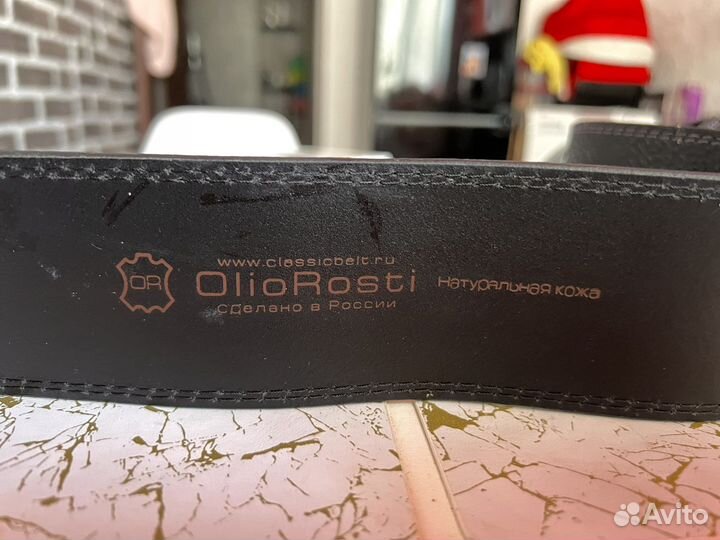 www.classicbelt.ru
OR OlioRosti Натуральная кожа
Сделано в России
Avito